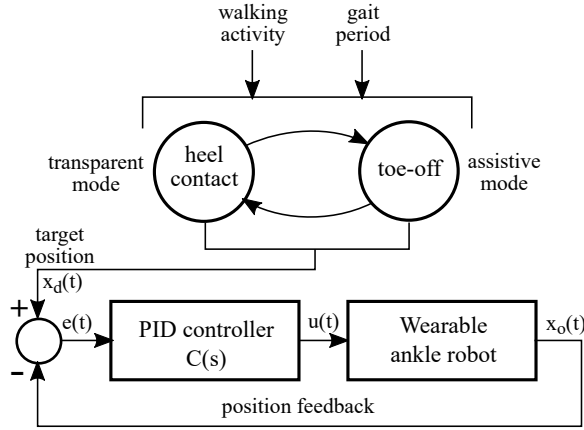 walking
activity
gait
period
transparent
mode
heel
contact
toe-off
assistive
mode
target
position
x_d(t)
+
-
e(t)
PID controller
C(s)
u(t)
Wearable
ankle robot
x_o(t)
position feedback